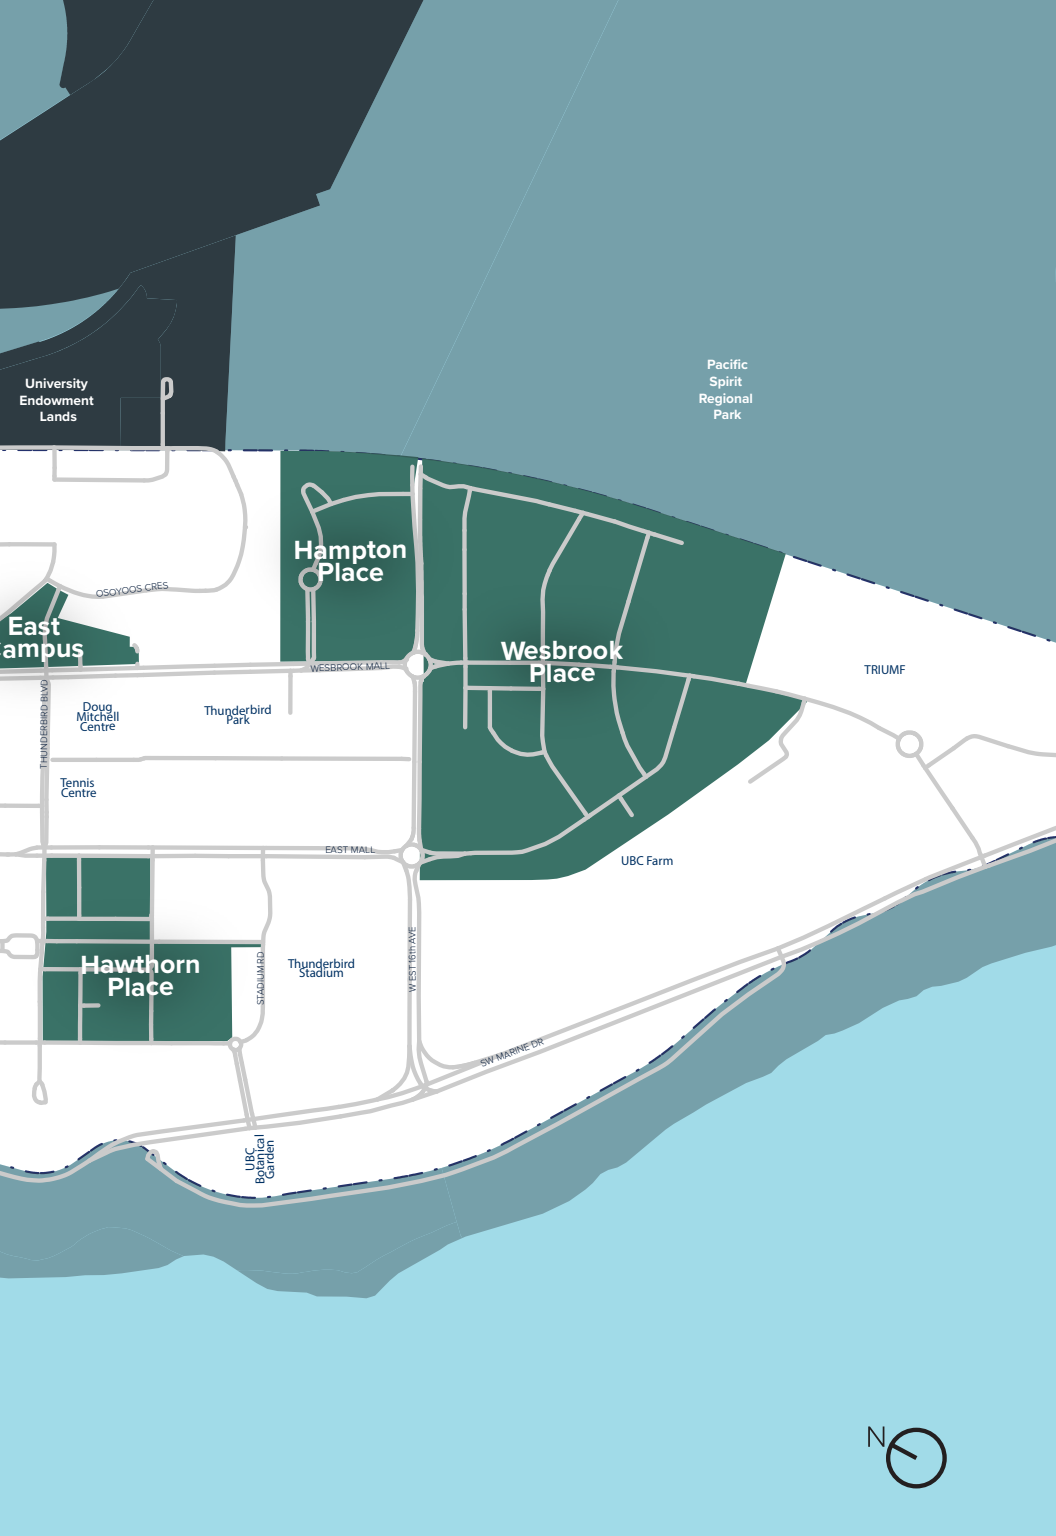 Pacific
Spirit
Regional
Park
University
Endowment
Lands
Hampton
Place
OSOYOOS CRES
East
ampus
Wesbrook
Place
WESBROOK MALL
TRIUMF
THUNDERBIRD BLVD
Doug
Mitchell
Centre
Thunderbird
Park
Tennis
Centre
EAST MALL
UBC Farm
Hawthorn
Place
STADIUM RD
Thunderbird
Stadium
W EST 16th AVE
SW MARINE DR
UBC
Botanical
Garden
N